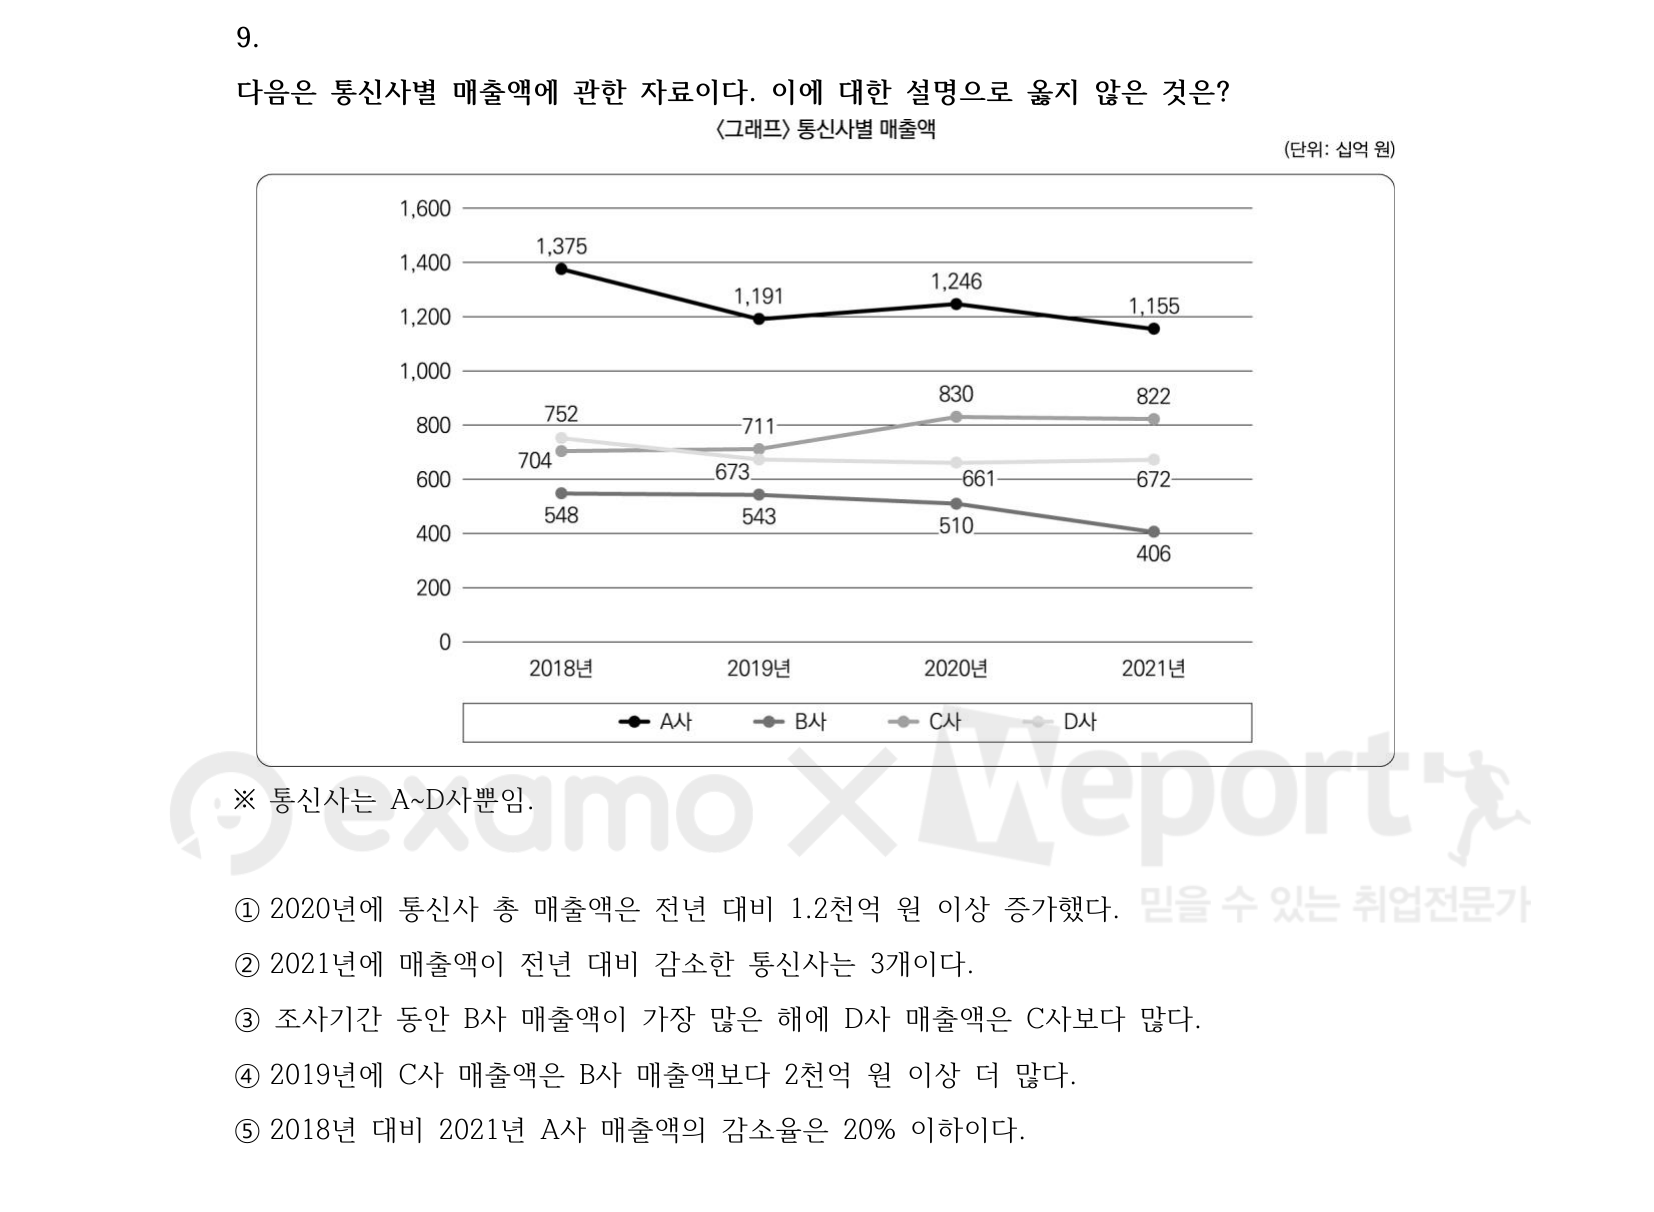 9.
다음은 통신사별 매출액에 관한 자료이다. 이에 대한 설명으로 옳지 않은 것은?
〈그래프〉 통신사별 매출액
(단위: 십억 원)
1,600
1,375
1,400
1,191
1,246
1,155
1,200
1,000
830
822
752
711
800
704
673
661
672
600
548
543
510
406
400
200
0
2018년 2019년 2020년 2021년
A사 B사 C사 D사
examo × Weport
※ 통신사는 A~D사뿐임.
믿을 수 있는 취업전문가
① 2020년에 통신사 총 매출액은 전년 대비 1.2천억 원 이상 증가했다.
② 2021년에 매출액이 전년 대비 감소한 통신사는 3개이다.
③ 조사기간 동안 B사 매출액이 가장 많은 해에 D사 매출액은 C사보다 많다.
④ 2019년에 C사 매출액은 B사 매출액보다 2천억 원 이상 더 많다.
⑤ 2018년 대비 2021년 A사 매출액의 감소율은 20% 이하이다.